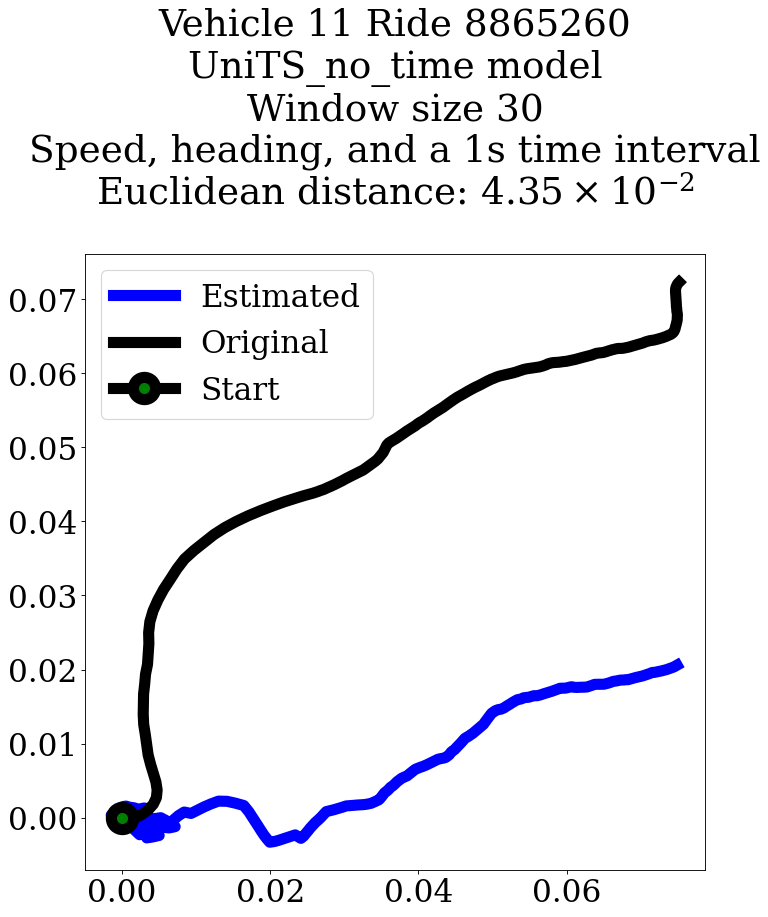 Vehicle 11 Ride 8865260
UniTS_no_time model
Window size 30
Speed, heading, and a 1s time interval
Euclidean distance: 4.35 × 10⁻²
Estimated
Original
Start
0.07
0.06
0.05
0.04
0.03
0.02
0.01
0.00
0.00 0.02 0.04 0.06